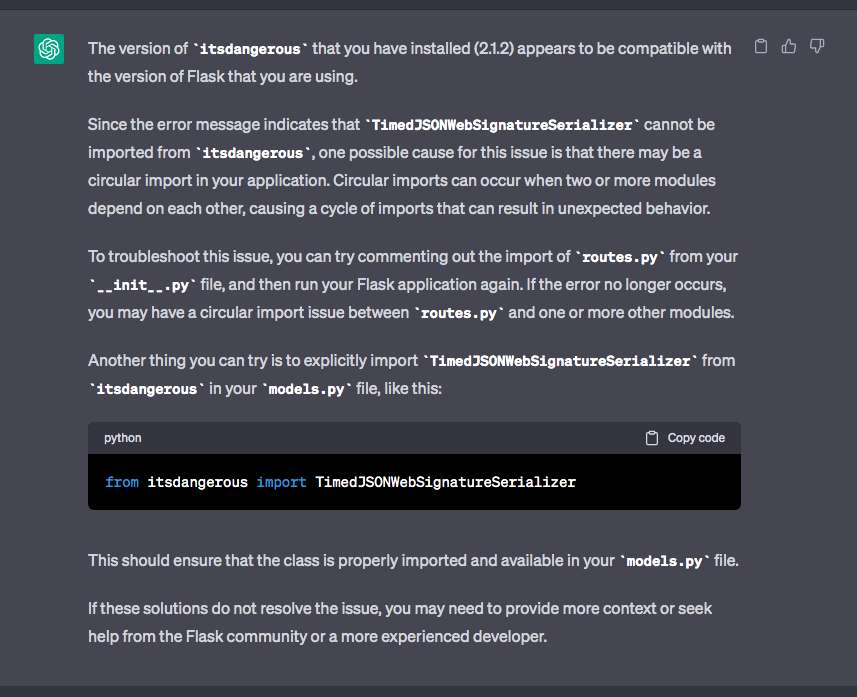 The version of `itsdangerous` that you have installed (2.1.2) appears to be compatible with
the version of Flask that you are using.
Since the error message indicates that `TimedJSONWebSignatureSerializer` cannot be
imported from `itsdangerous`, one possible cause for this issue is that there may be a
circular import in your application. Circular imports can occur when two or more modules
depend on each other, causing a cycle of imports that can result in unexpected behavior.
To troubleshoot this issue, you can try commenting out the import of `routes.py` from your
`__init__.py` file, and then run your Flask application again. If the error no longer occurs,
you may have a circular import issue between `routes.py` and one or more other modules.
Another thing you can try is to explicitly import `TimedJSONWebSignatureSerializer` from
`itsdangerous` in your `models.py` file, like this:
python Copy code
from itsdangerous import TimedJSONWebSignatureSerializer
This should ensure that the class is properly imported and available in your `models.py` file.
If these solutions do not resolve the issue, you may need to provide more context or seek
help from the Flask community or a more experienced developer.